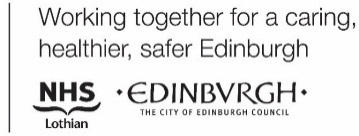 Working together for a caring,
healthier, safer Edinburgh
NHS
Lothian
·EDINBVRGH·
THE CITY OF EDINBURGH COUNCIL